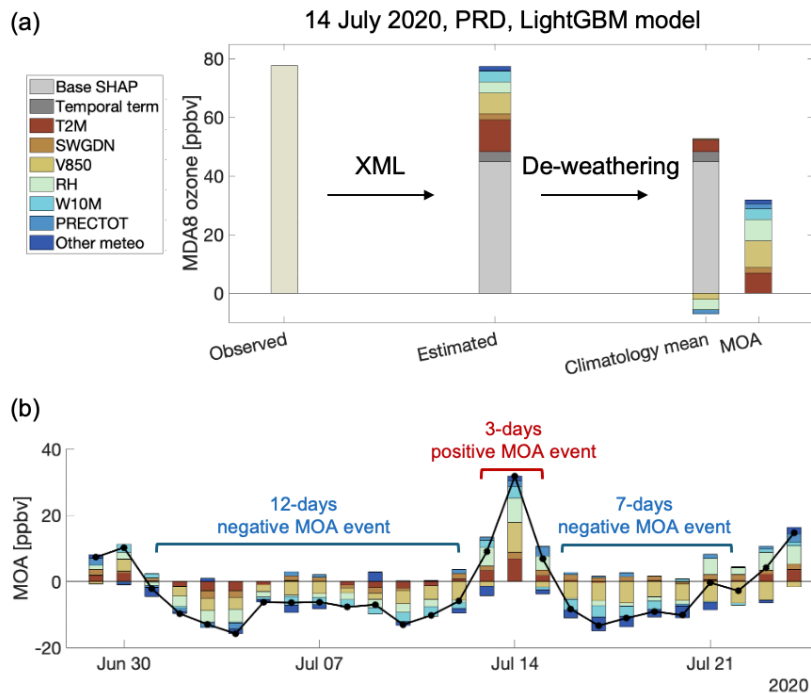 (a)
14 July 2020, PRD, LightGBM model
Base SHAP
Temporal term
T2M
SWGDN
V850
RH
W10M
PRECTOT
Other meteo
MDA8 ozone [ppbv]
80
60
40
20
0
XML
De-weathering
Observed
Estimated
Climatology mean
MOA
(b)
MOA [ppbv]
40
20
0
-20
12-days
negative MOA event
3-days
positive MOA event
7-days
negative MOA event
Jun 30
Jul 07
Jul 14
Jul 21
2020